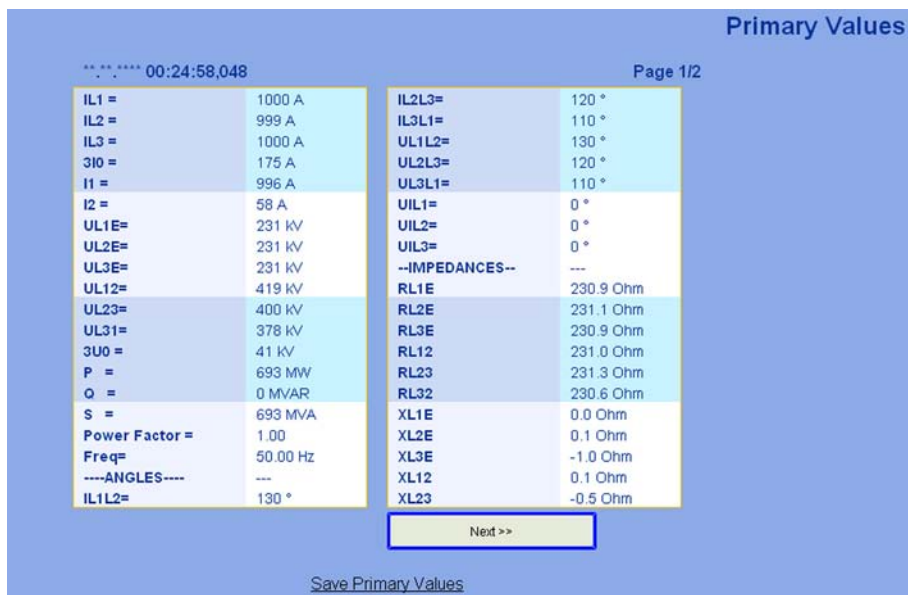 Primary Values
**.**.**** 00:24:58,048
Page 1/2
IL1 = 1000 A
IL2 = 999 A
IL3 = 1000 A
3I0 = 175 A
I1 = 996 A
I2 = 58 A
UL1E= 231 kV
UL2E= 231 kV
UL3E= 231 kV
UL12= 419 kV
UL23= 400 kV
UL31= 378 kV
3U0 = 41 kV
P = 693 MW
Q = 0 MVAR
S = 693 MVA
Power Factor = 1.00
Freq= 50.00 Hz
----ANGLES---- ---
IL1L2= 130 °
IL2L3= 120 °
IL3L1= 110 °
UL1L2= 130 °
UL2L3= 120 °
UL3L1= 110 °
UIL1= 0 °
UIL2= 0 °
UIL3= 0 °
--IMPEDANCES-- ---
RL1E 230.9 Ohm
RL2E 231.1 Ohm
RL3E 230.9 Ohm
RL12 231.0 Ohm
RL23 231.3 Ohm
RL32 230.6 Ohm
XL1E 0.0 Ohm
XL2E 0.1 Ohm
XL3E -1.0 Ohm
XL12 0.1 Ohm
XL23 -0.5 Ohm
Next >>
Save Primary Values